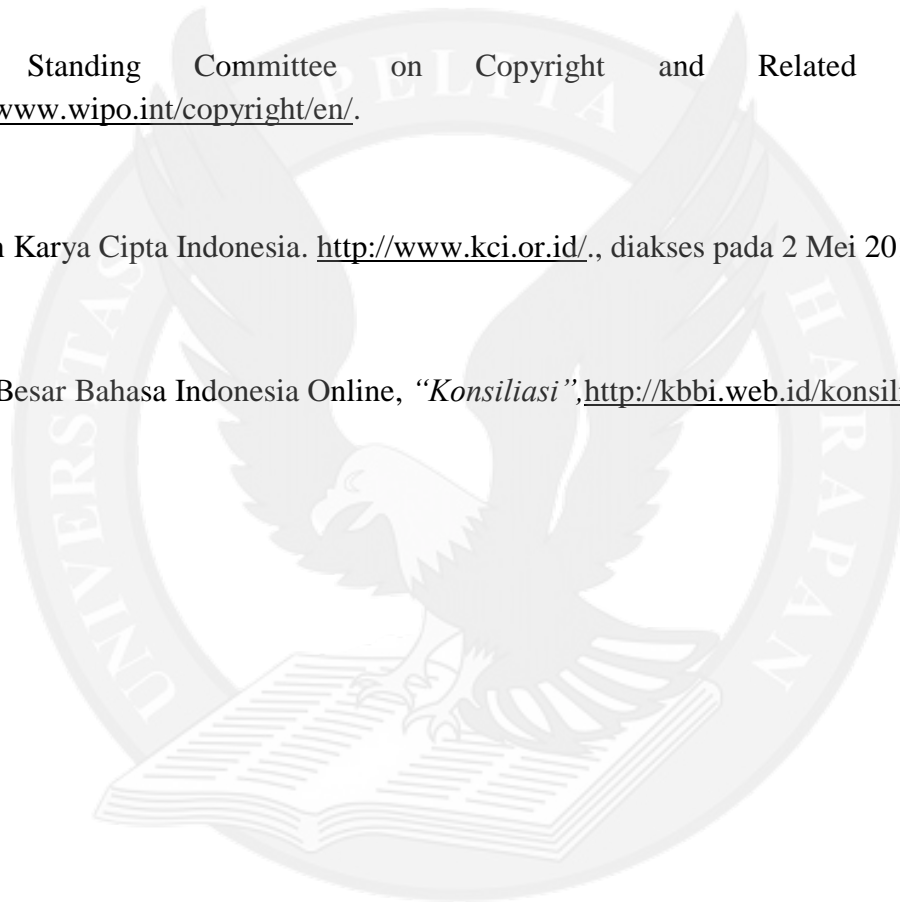 Standing Committee on Copyright and Related
www.wipo.int/copyright/en/.
n Karya Cipta Indonesia. http://www.kci.or.id/., diakses pada 2 Mei 20
Besar Bahasa Indonesia Online, “Konsiliasi”,http://kbbi.web.id/konsili
UNIVERSITAS PELITA HARAPAN